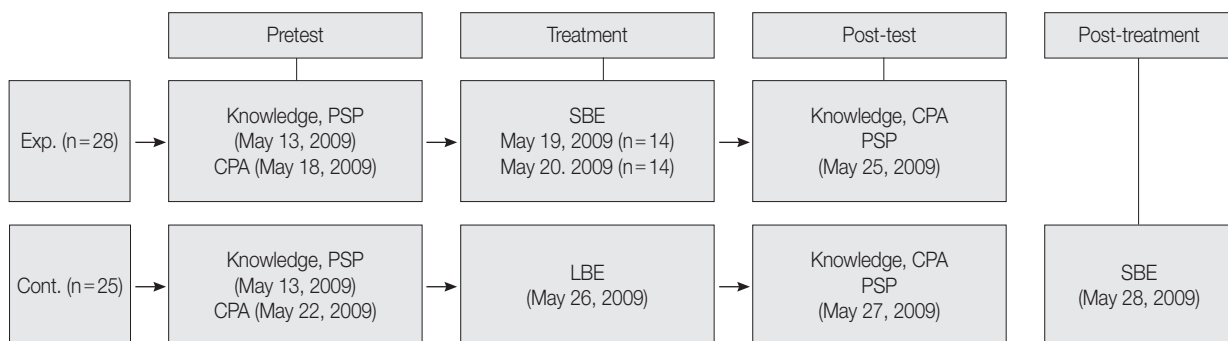 Pretest
Treatment
Post-test
Post-treatment
Exp. (n=28)
Knowledge, PSP
(May 13, 2009)
CPA (May 18, 2009)
SBE
May 19, 2009 (n=14)
May 20. 2009 (n=14)
Knowledge, CPA
PSP
(May 25, 2009)
Cont. (n=25)
Knowledge, PSP
(May 13, 2009)
CPA (May 22, 2009)
LBE
(May 26, 2009)
Knowledge, CPA
PSP
(May 27, 2009)
SBE
(May 28, 2009)